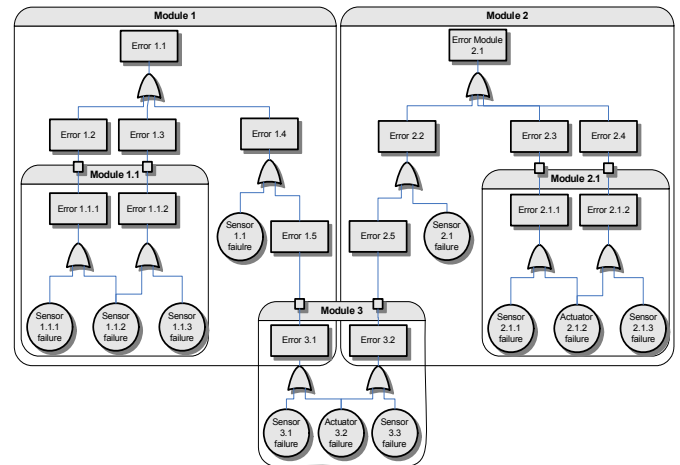 Module 1
Module 2
Error 1.1
Error Module
2.1
Error 1.2
Error 1.3
Error 1.4
Error 2.2
Error 2.3
Error 2.4
Module 1.1
Module 2.1
Error 1.1.1
Error 1.1.2
Sensor
1.1
faiulre
Error 1.5
Error 2.5
Sensor
2.1
failure
Error 2.1.1
Error 2.1.2
Sensor
1.1.1
failure
Sensor
1.1.2
failure
Sensor
1.1.3
failure
Module 3
Error 3.1
Error 3.2
Sensor
2.1.1
failure
Actuator
2.1.2
failure
Sensor
2.1.3
failure
Sensor
3.1
failure
Actuator
3.2
failure
Sensor
3.3
failure